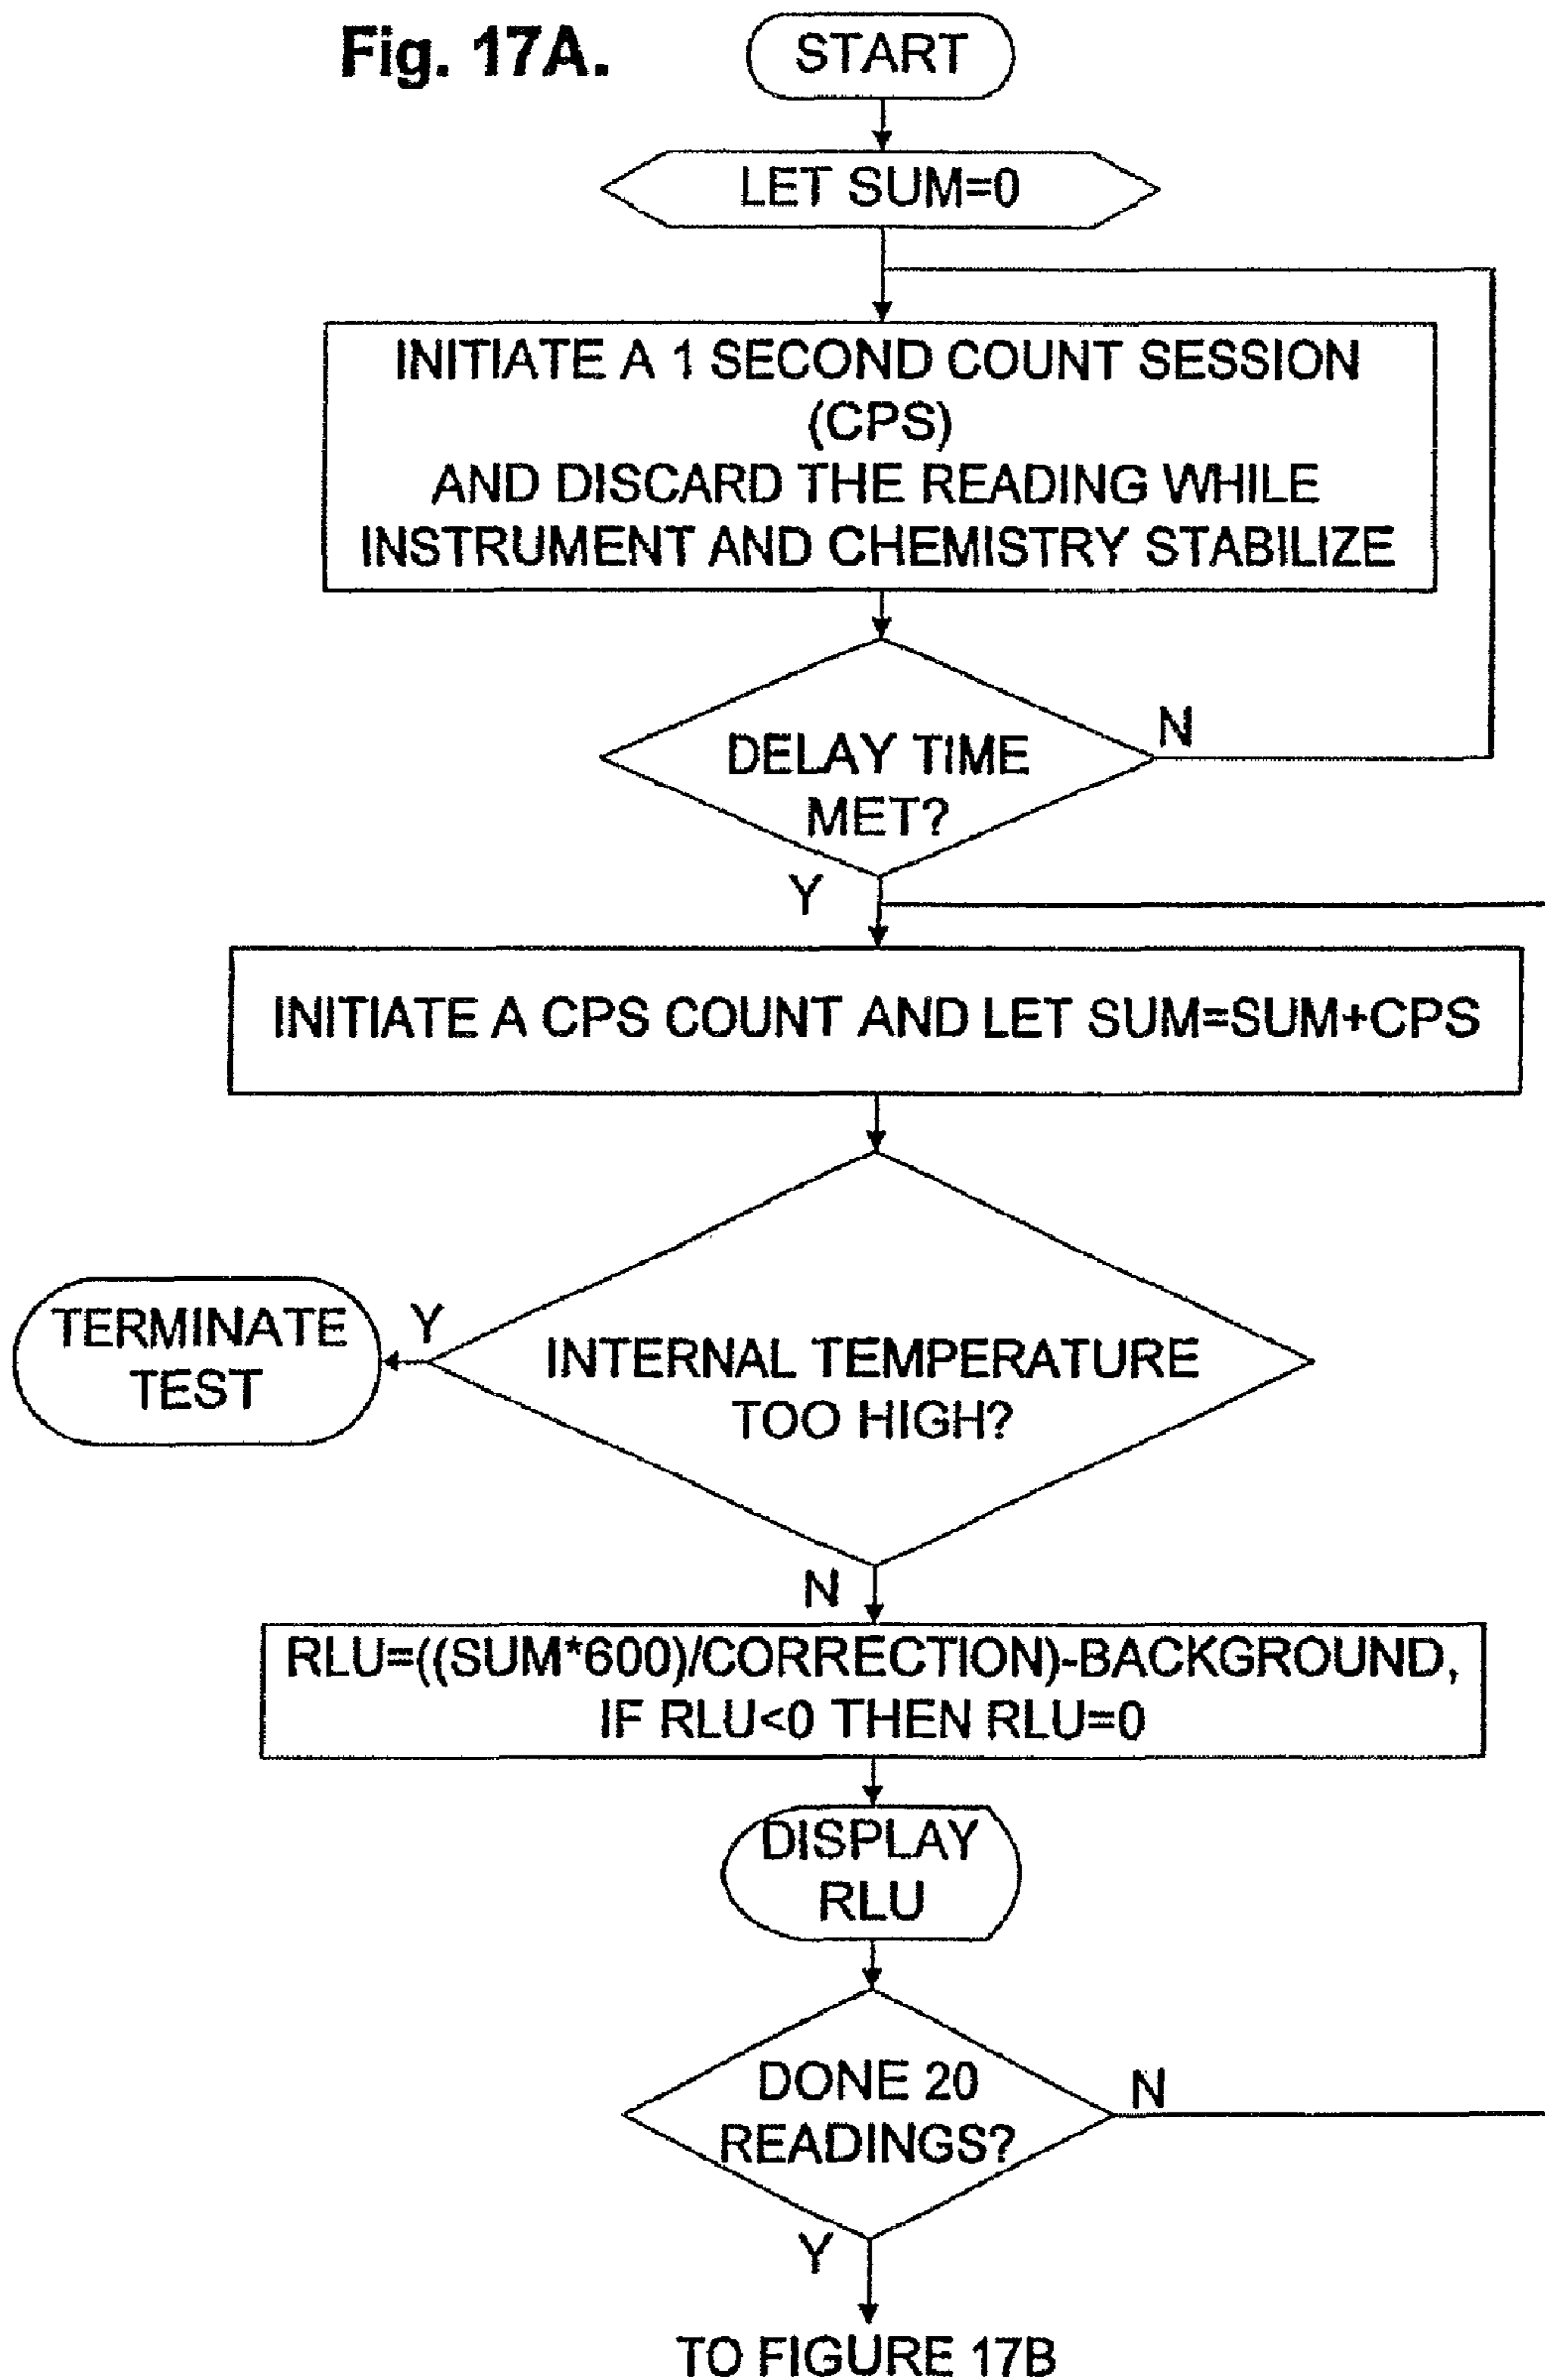 Fig. 17A.
START
LET SUM=0
INITIATE A 1 SECOND COUNT SESSION
(CPS)
AND DISCARD THE READING WHILE
INSTRUMENT AND CHEMISTRY STABILIZE
DELAY TIME
MET?
N
Y
INITIATE A CPS COUNT AND LET SUM=SUM+CPS
TERMINATE
TEST
Y
INTERNAL TEMPERATURE
TOO HIGH?
N
RLU=((SUM*600)/CORRECTION)-BACKGROUND,
IF RLU<0 THEN RLU=0
DISPLAY
RLU
DONE 20
READINGS?
N
Y
TO FIGURE 17B